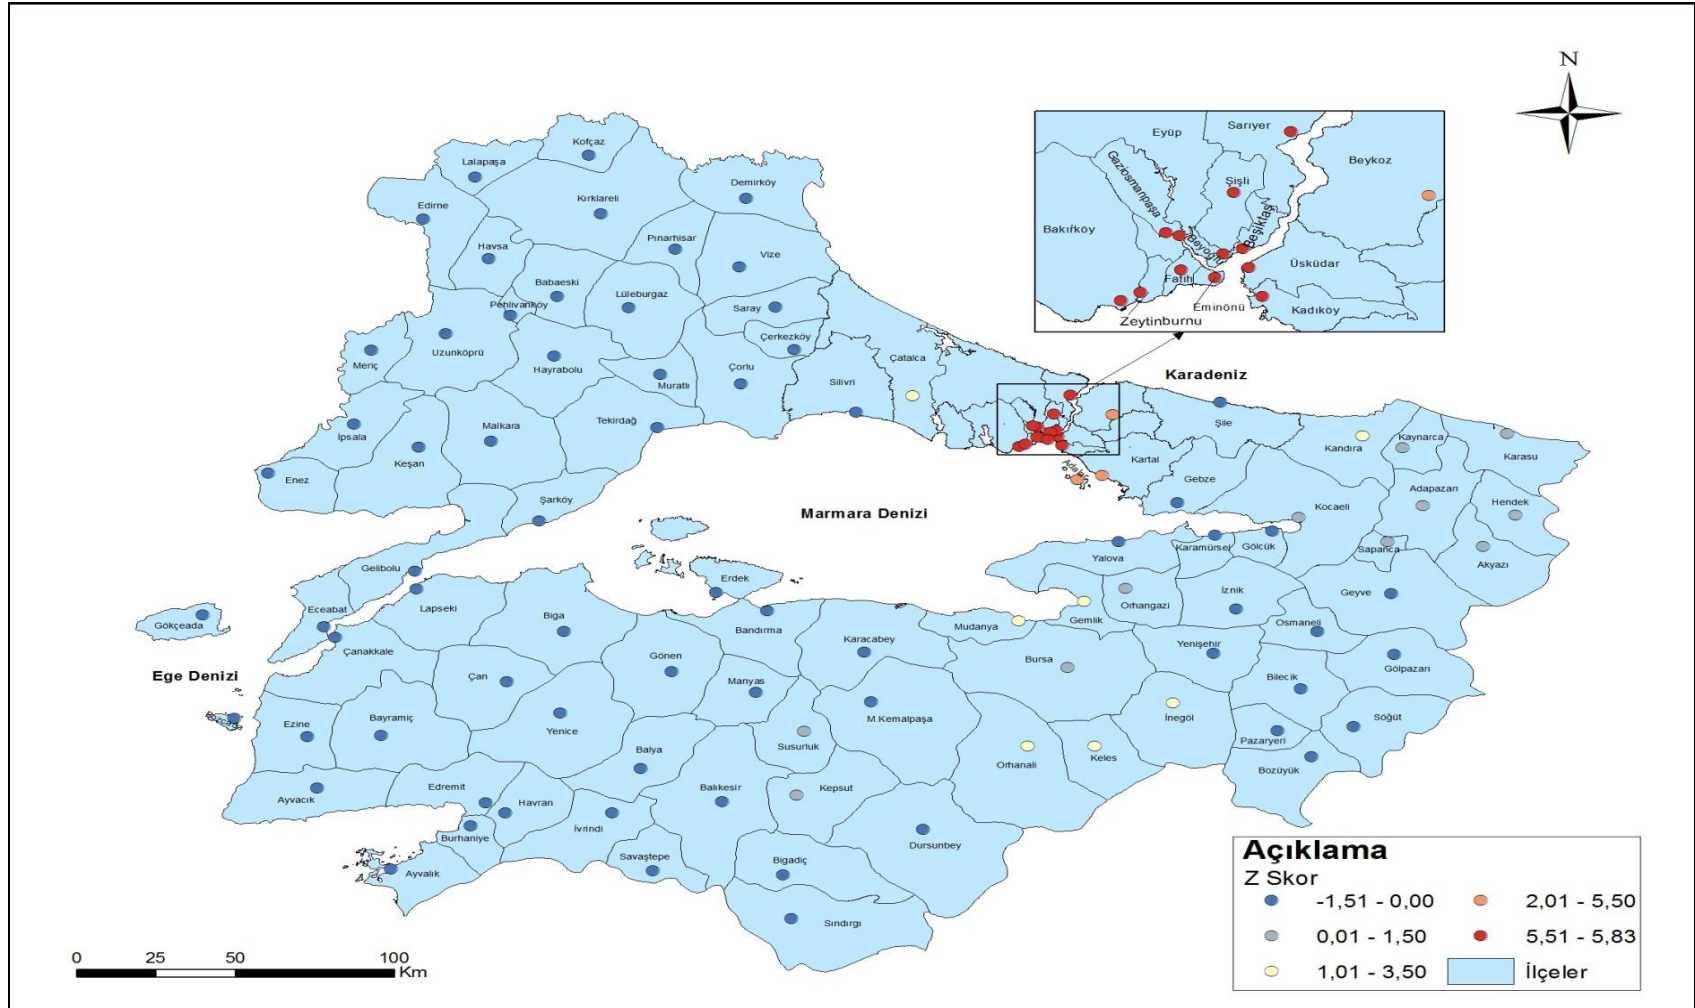 N
Eyüp
Sarıyer
Beykoz
Gaziosmanpaşa
Şişli
Bakırköy
Beyoğlu
Beşiktaş
Üsküdar
Fatih
Eminönü
Kadıköy
Zeytinburnu
Kofçaz
Lalapaşa
Demirköy
Kırklareli
Edirne
Pınarhisar
Havsa
Vize
Babaeski
Lüleburgaz
Pehlivanköy
Saray
Çerkezköy
Uzunköprü
Meriç
Hayrabolu
Muratlı
Çorlu
Silivri
Çatalca
Karadeniz
Tekirdağ
Malkara
İpsala
Keşan
Enez
Şarköy
Şile
Kandıra
Kaynarca
Karasu
Kartal
Adalar
Gebze
Adapazarı
Hendek
Kocaeli
Marmara Denizi
Sapanca
Akyazı
Karamürsel
Gölcük
Yalova
Gelibolu
Erdek
Eceabat
Lapseki
Biga
Gökçeada
Bandırma
Orhangazi
İznik
Geyve
Mudanya
Gemlik
Osmaneli
Karacabey
Çanakkale
Ege Denizi
Gönen
Bursa
Yenişehir
Gölpazarı
Çan
Manyas
Bilecik
Bozcaada
Ezine
Bayramiç
Yenice
M.Kemalpaşa
İnegöl
Söğüt
Balya
Susurluk
Pazaryeri
Orhanali
Keles
Bozüyük
Ayvacık
Edremit
Havran
Balıkesir
Kepsut
İvrindi
Burhaniye
Dursunbey
Savaştepe
Bigadiç
Ayvalık
Sındırgı
Açıklama
Z Skor
-1,51 - 0,00
2,01 - 5,50
0,01 - 1,50
5,51 - 5,83
1,01 - 3,50
İlçeler
0 25 50 100
Km